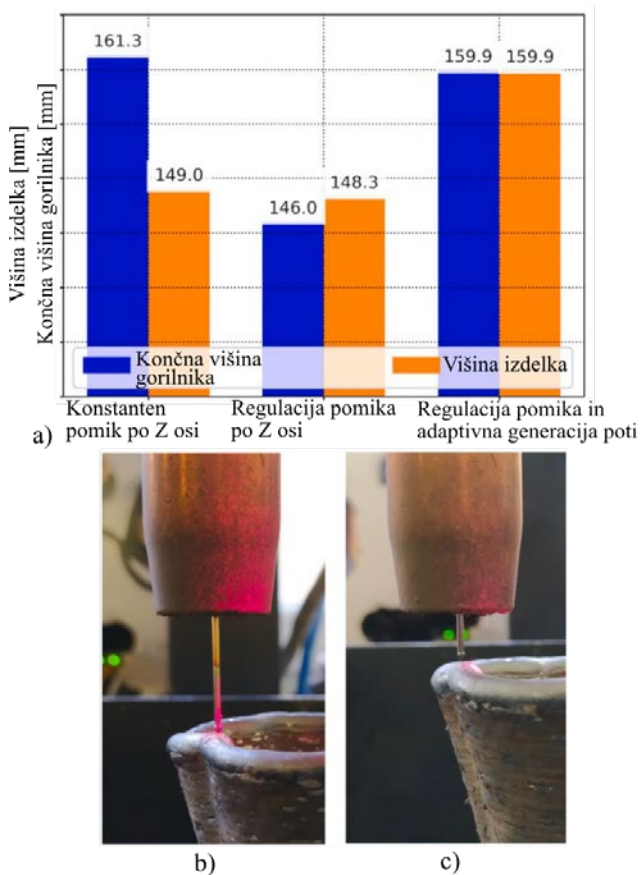 161.3
149.0
146.0
148.3
159.9
159.9
Višina izdelka [mm]
Končna višina gorilnika [mm]
Končna višina
gorilnika
Višina izdelka
Konstanten
pomik po Z osi
Regulacija pomika
po Z osi
Regulacija pomika in
adaptivna generacija poti
a)
b)
c)